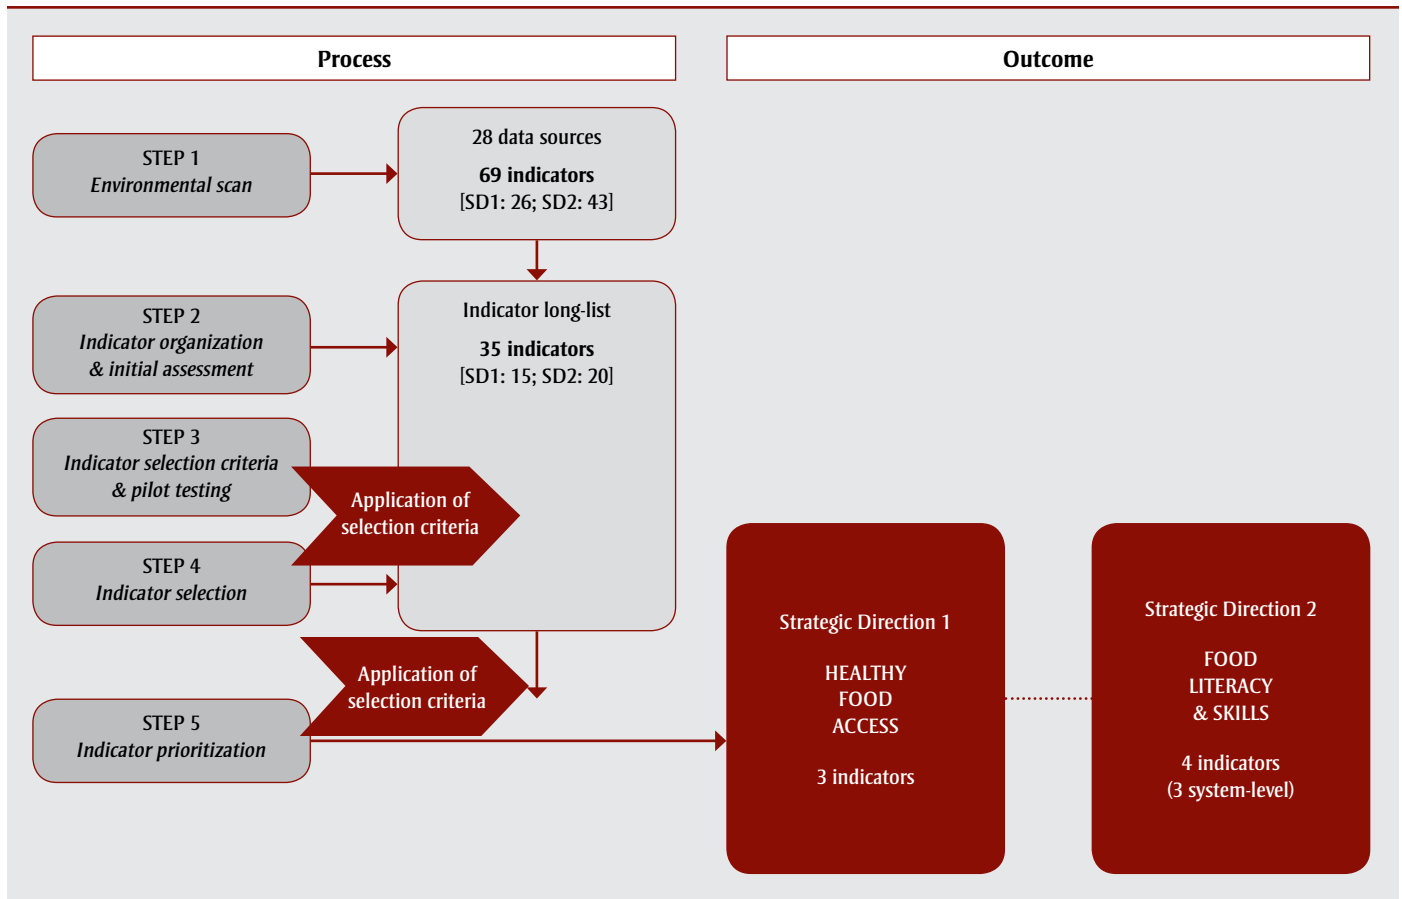 Process
Outcome
STEP 1
Environmental scan
28 data sources
69 indicators
[SD1: 26; SD2: 43]
STEP 2
Indicator organization
& initial assessment
Indicator long-list
35 indicators
[SD1: 15; SD2: 20]
STEP 3
Indicator selection criteria
& pilot testing
Application of
selection criteria
STEP 4
Indicator selection
Application of
selection criteria
STEP 5
Indicator prioritization
Strategic Direction 1
HEALTHY
FOOD
ACCESS
3 indicators
Strategic Direction 2
FOOD
LITERACY
& SKILLS
4 indicators
(3 system-level)